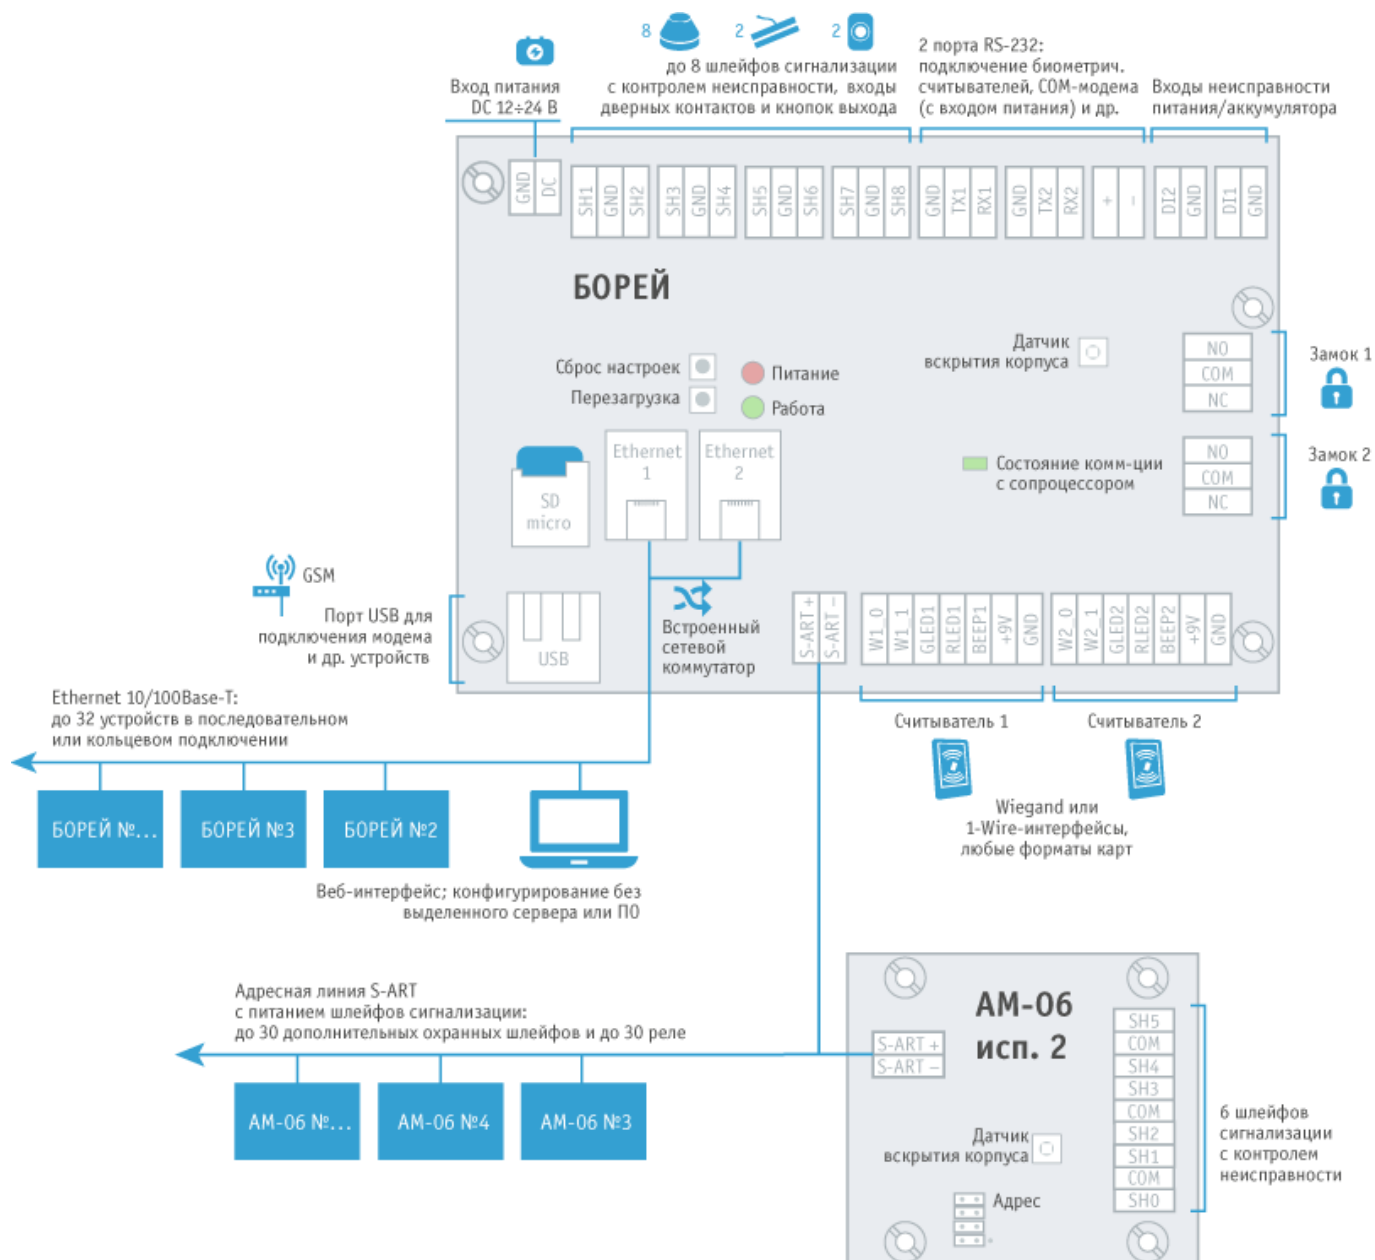 8
2
2
Вход питания
DC 12÷24 В
до 8 шлейфов сигнализации
с контролем неисправности, входы
дверных контактов и кнопок выхода
2 порта RS-232:
подключение биометрич.
считывателей, COM-модема
(с входом питания) и др.
Входы неисправности
питания/аккумулятора
GND
DC
SH1
GND
SH2
SH3
GND
SH4
SH5
GND
SH6
SH7
GND
SH8
GND
TX1
RX1
GND
TX2
RX2
+
–
DI2
GND
DI1
GND
БОРЕЙ
Сброс настроек
Перезагрузка
Питание
Работа
Датчик
вскрытия корпуса
NO
COM
NC
Замок 1
Состояние комм-ции
с сопроцессором
NO
COM
NC
Замок 2
SD
micro
Ethernet
1
Ethernet
2
GSM
Порт USB для
подключения модема
и др. устройств
USB
Встроенный
сетевой
коммутатор
S-ART +
S-ART –
W1_0
W1_1
GLED1
RLED1
BEEP1
+9V
GND
W2_0
W2_1
GLED2
RLED2
BEEP2
+9V
GND
Считыватель 1
Считыватель 2
Wiegand или
1-Wire-интерфейсы,
любые форматы карт
Ethernet 10/100Base-T:
до 32 устройств в последовательном
или кольцевом подключении
БОРЕЙ №...
БОРЕЙ №3
БОРЕЙ №2
Веб-интерфейс; конфигурирование без
выделенного сервера или ПО
Адресная линия S-ART
с питанием шлейфов сигнализации:
до 30 дополнительных охранных шлейфов и до 30 реле
АМ-06 №...
АМ-06 №4
АМ-06 №3
АМ-06
исп. 2
S-ART +
S-ART –
SH5
COM
SH4
SH3
COM
SH2
SH1
COM
SH0
Датчик
вскрытия корпуса
Адрес
6 шлейфов
сигнализации
с контролем
неисправности